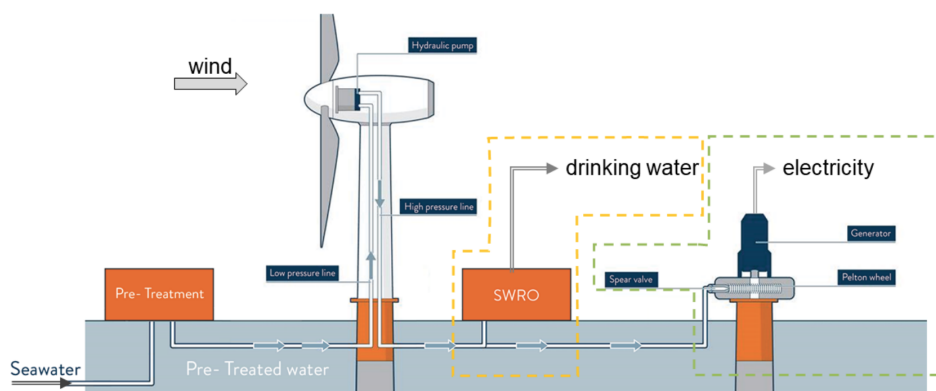 wind
Hydraulic pump
drinking water
electricity
High pressure line
Generator
Low pressure line
Pre- Treatment
SWRO
Spear valve
Pelton wheel
Seawater
Pre- Treated water